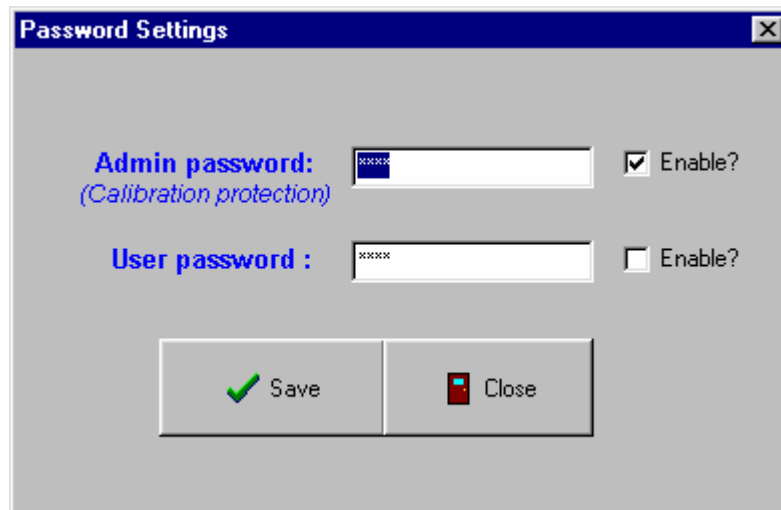 Password Settings
Admin password: **** Enable?
(Calibration protection)
User password : **** Enable?
Save Close